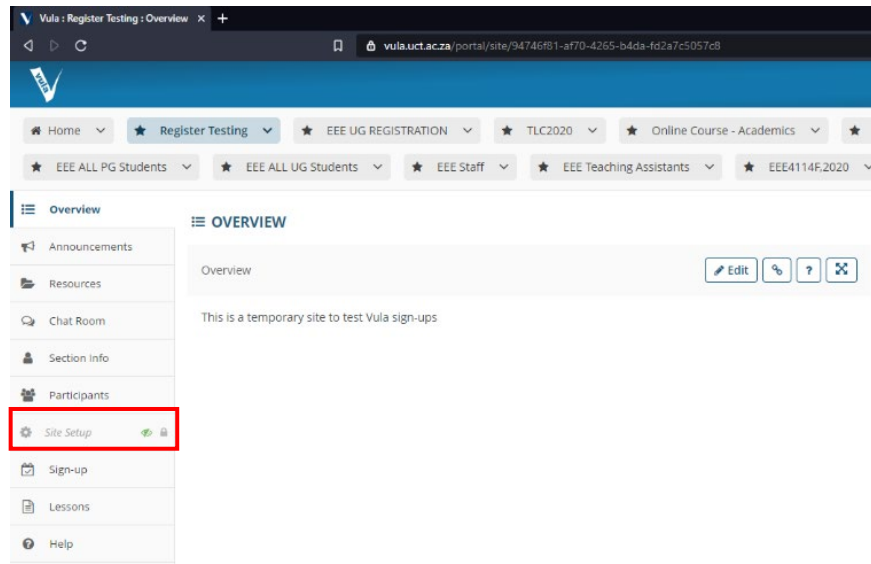 Vula : Register Testing : Overview
vula.uct.ac.za/portal/site/94746f81-af70-4265-b4da-fd2a7c5057c8
vula
Home Register Testing EEE UG REGISTRATION TLC2020 Online Course - Academics
EEE ALL PG Students EEE ALL UG Students EEE Staff EEE Teaching Assistants EEE4114F,2020
Overview
OVERVIEW
Announcements
Overview Edit ?
Resources
This is a temporary site to test Vula sign-ups
Chat Room
Section Info
Participants
Site Setup
Sign-up
Lessons
Help